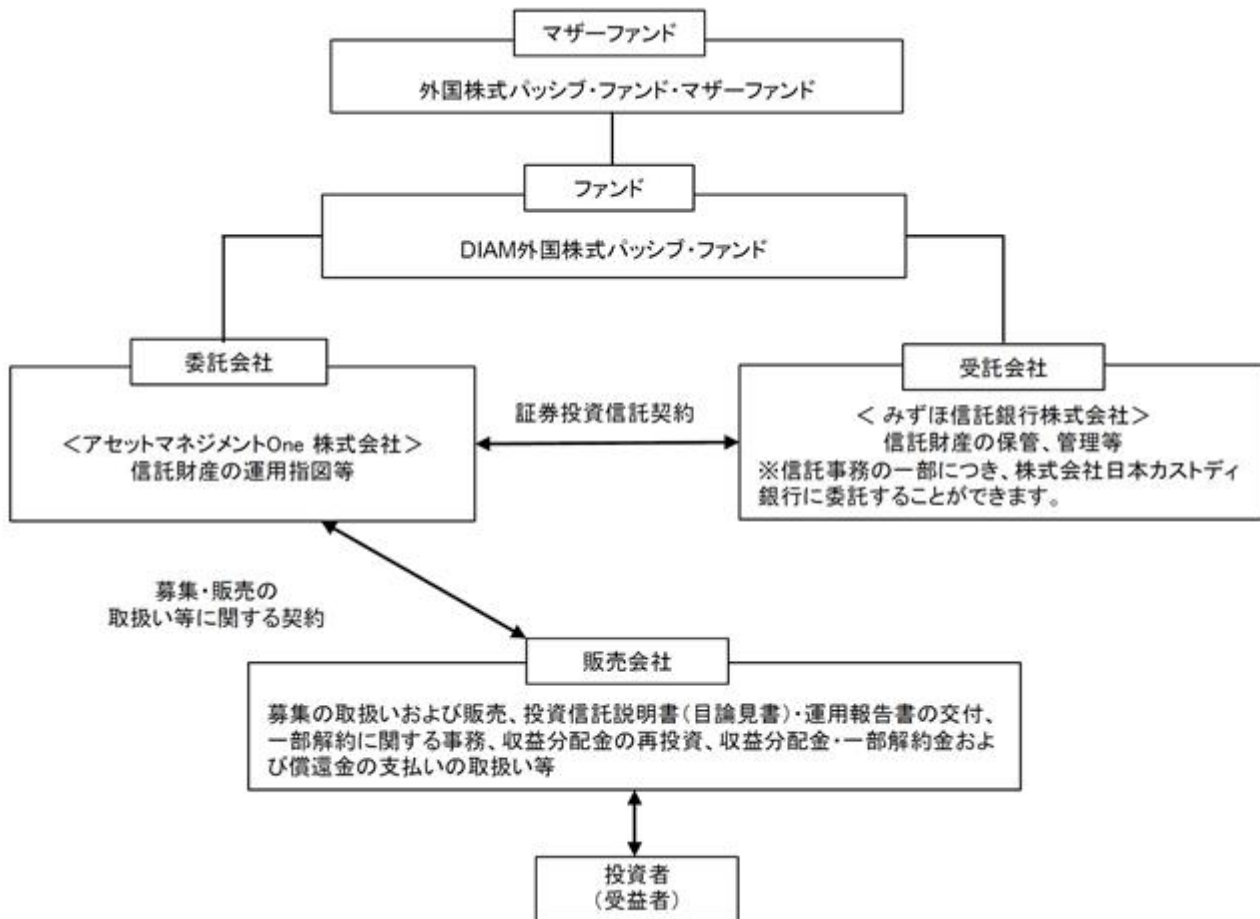 マザーファンド
外国株式パッシブ・ファンド・マザーファンド
ファンド
DIAM外国株式パッシブ・ファンド
委託会社
<アセットマネジメントOne 株式会社>
信託財産の運用指図等
証券投資信託契約
受託会社
< みずほ信託銀行株式会社>
信託財産の保管、管理等
※信託事務の一部につき、株式会社日本カストディ
銀行に委託することができます。
募集・販売の
取扱い等に関する契約
販売会社
募集の取扱いおよび販売、投資信託説明書(目論見書)・運用報告書の交付、
一部解約に関する事務、収益分配金の再投資、収益分配金・一部解約金およ
び償還金の支払いの取扱い等
投資者
(受益者)